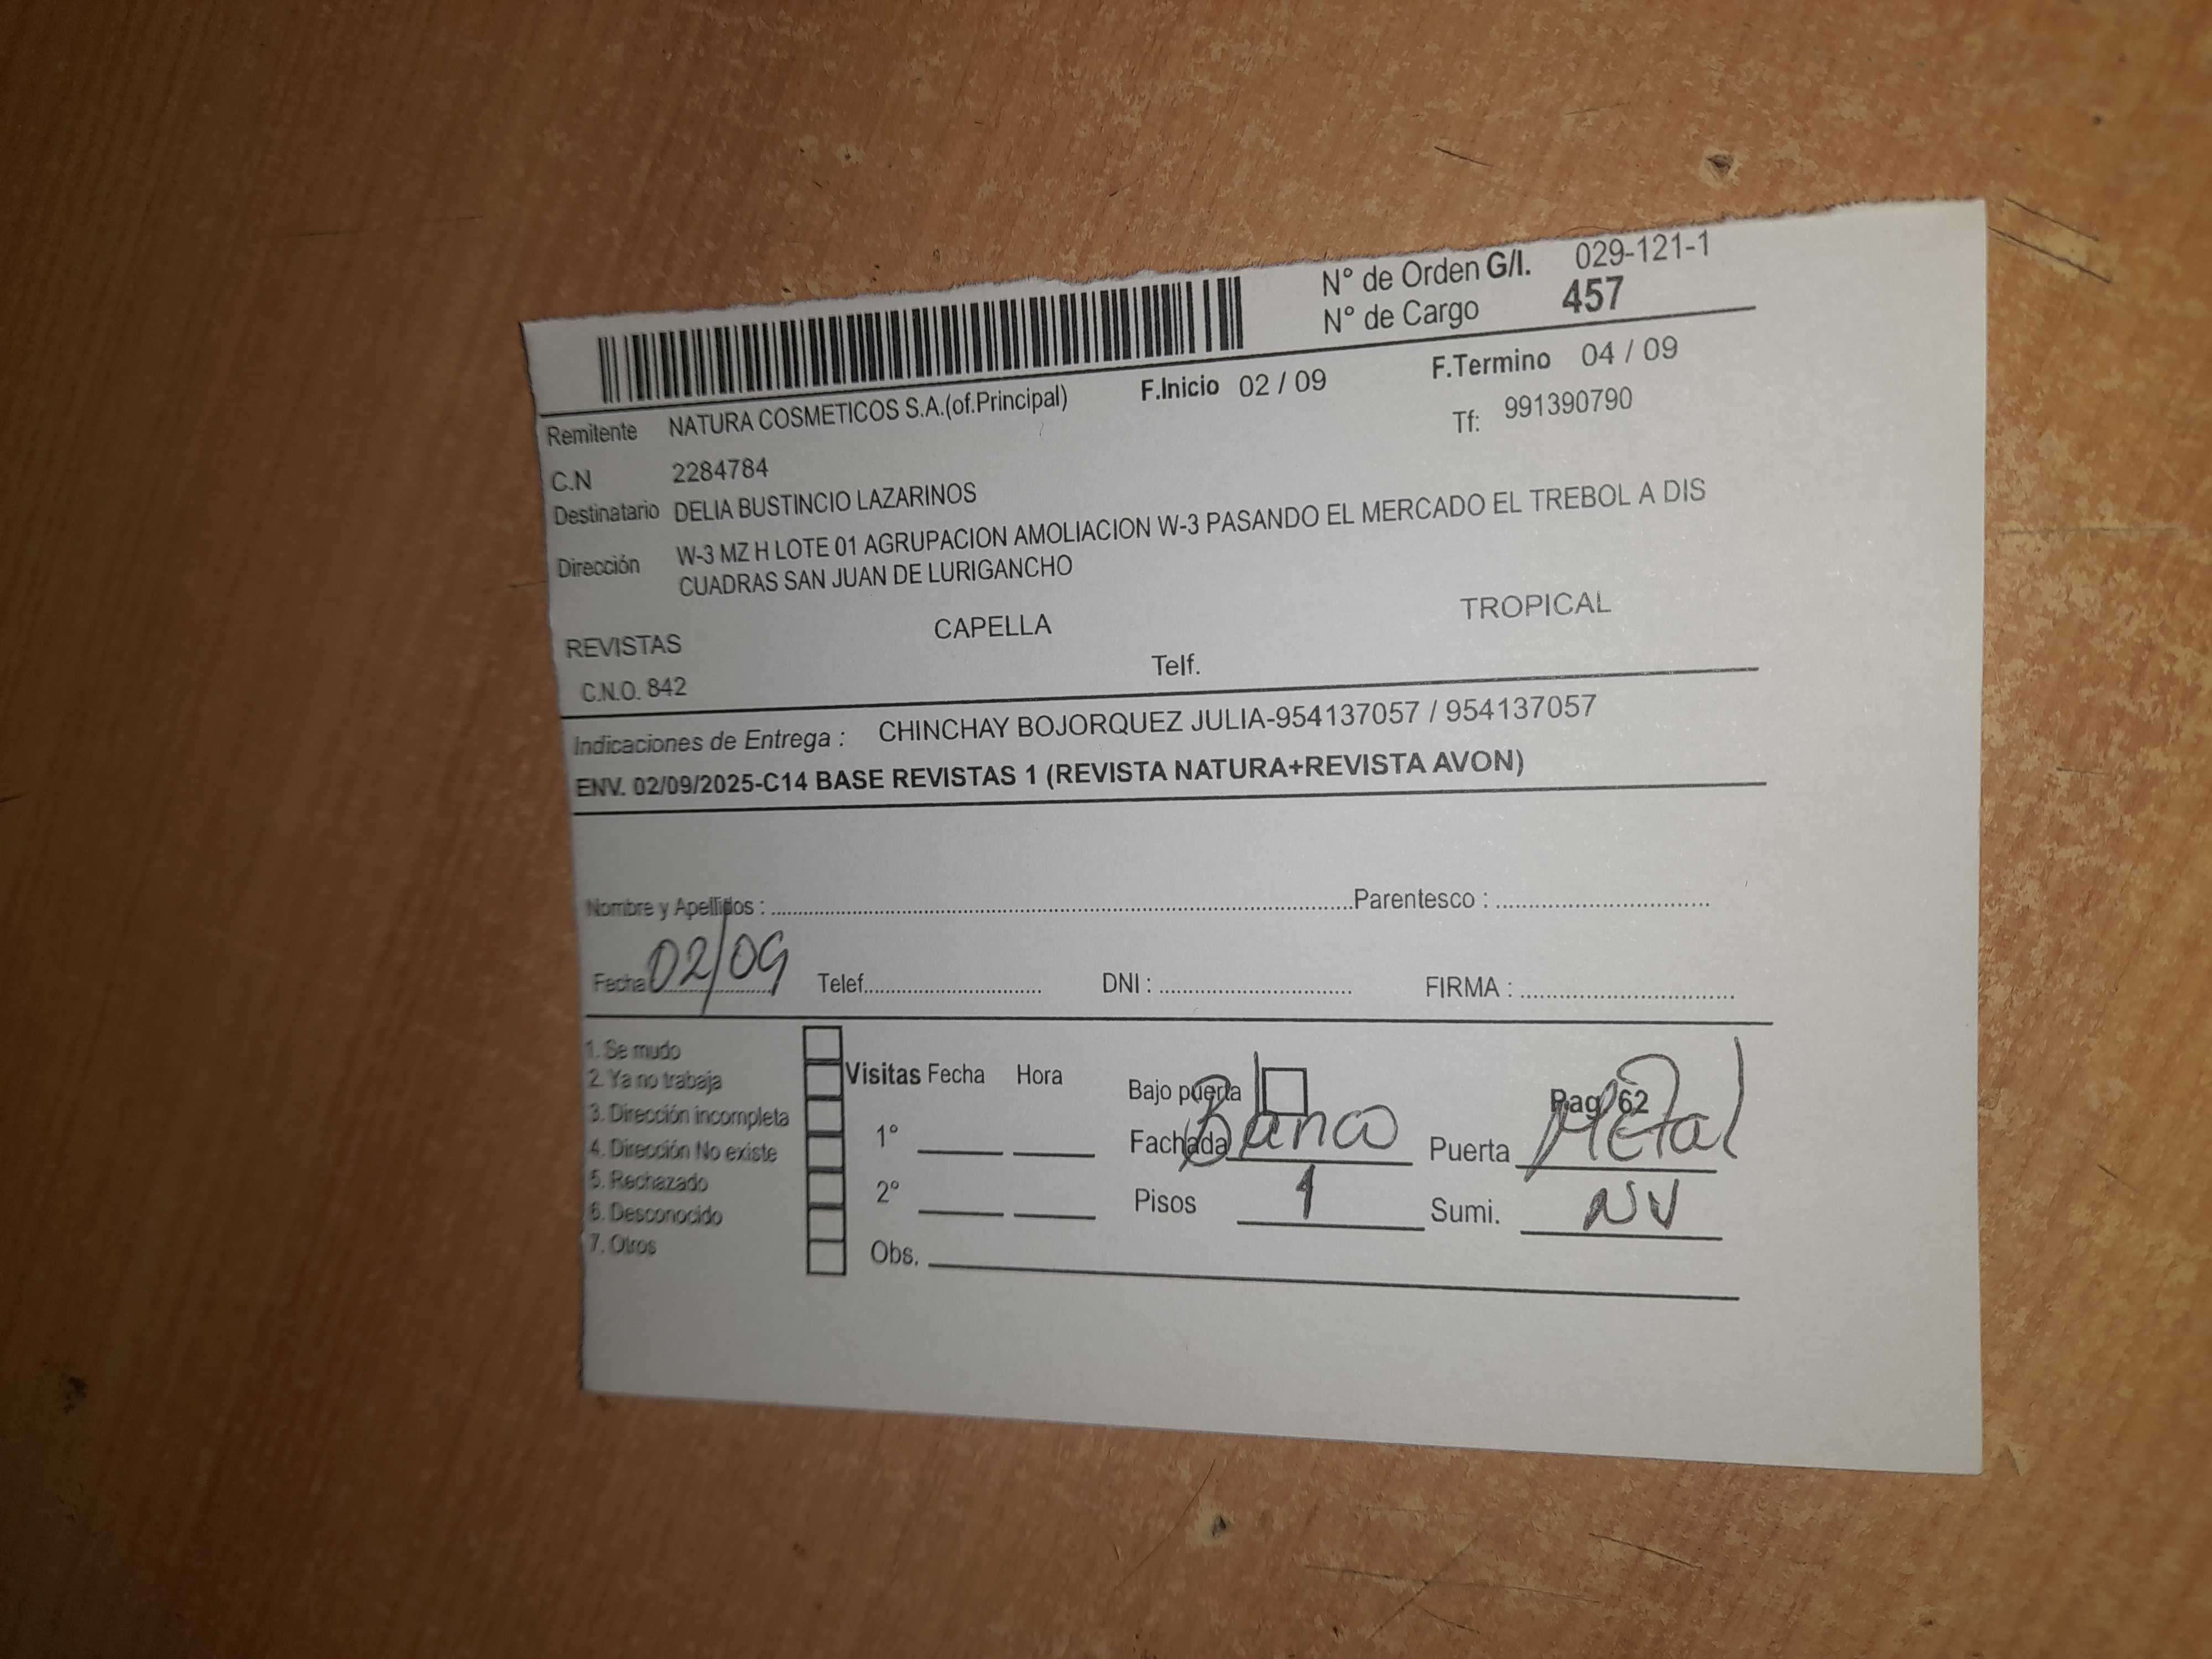 N° de Orden G/I. 029-121-1
N° de Cargo 457
F.Inicio 02 / 09 F.Termino 04 / 09
Remitente NATURA COSMETICOS S.A.(of.Principal) Tf: 991390790
C.N 2284784
Destinatario DELIA BUSTINCIO LAZARINOS
Dirección W-3 MZ H LOTE 01 AGRUPACION AMOLIACION W-3 PASANDO EL MERCADO EL TREBOL A DIS
CUADRAS SAN JUAN DE LURIGANCHO
REVISTAS CAPELLA TROPICAL
C.N.O. 842 Telf.
Indicaciones de Entrega : CHINCHAY BOJORQUEZ JULIA-954137057 / 954137057
ENV. 02/09/2025-C14 BASE REVISTAS 1 (REVISTA NATURA+REVISTA AVON)
Nombre y Apellidos : Parentesco :
Fecha 02/09 Telef. DNI : FIRMA :
1. Se mudo
2. Ya no trabaja
3. Dirección incompleta
4. Dirección No existe
5. Rechazado
6. Desconocido
7. Otros
Visitas Fecha Hora
1°
2°
Obs.
Bajo puerta Pag 62
Fachada Blanco Puerta Metal
Pisos 1 Sumi. NV